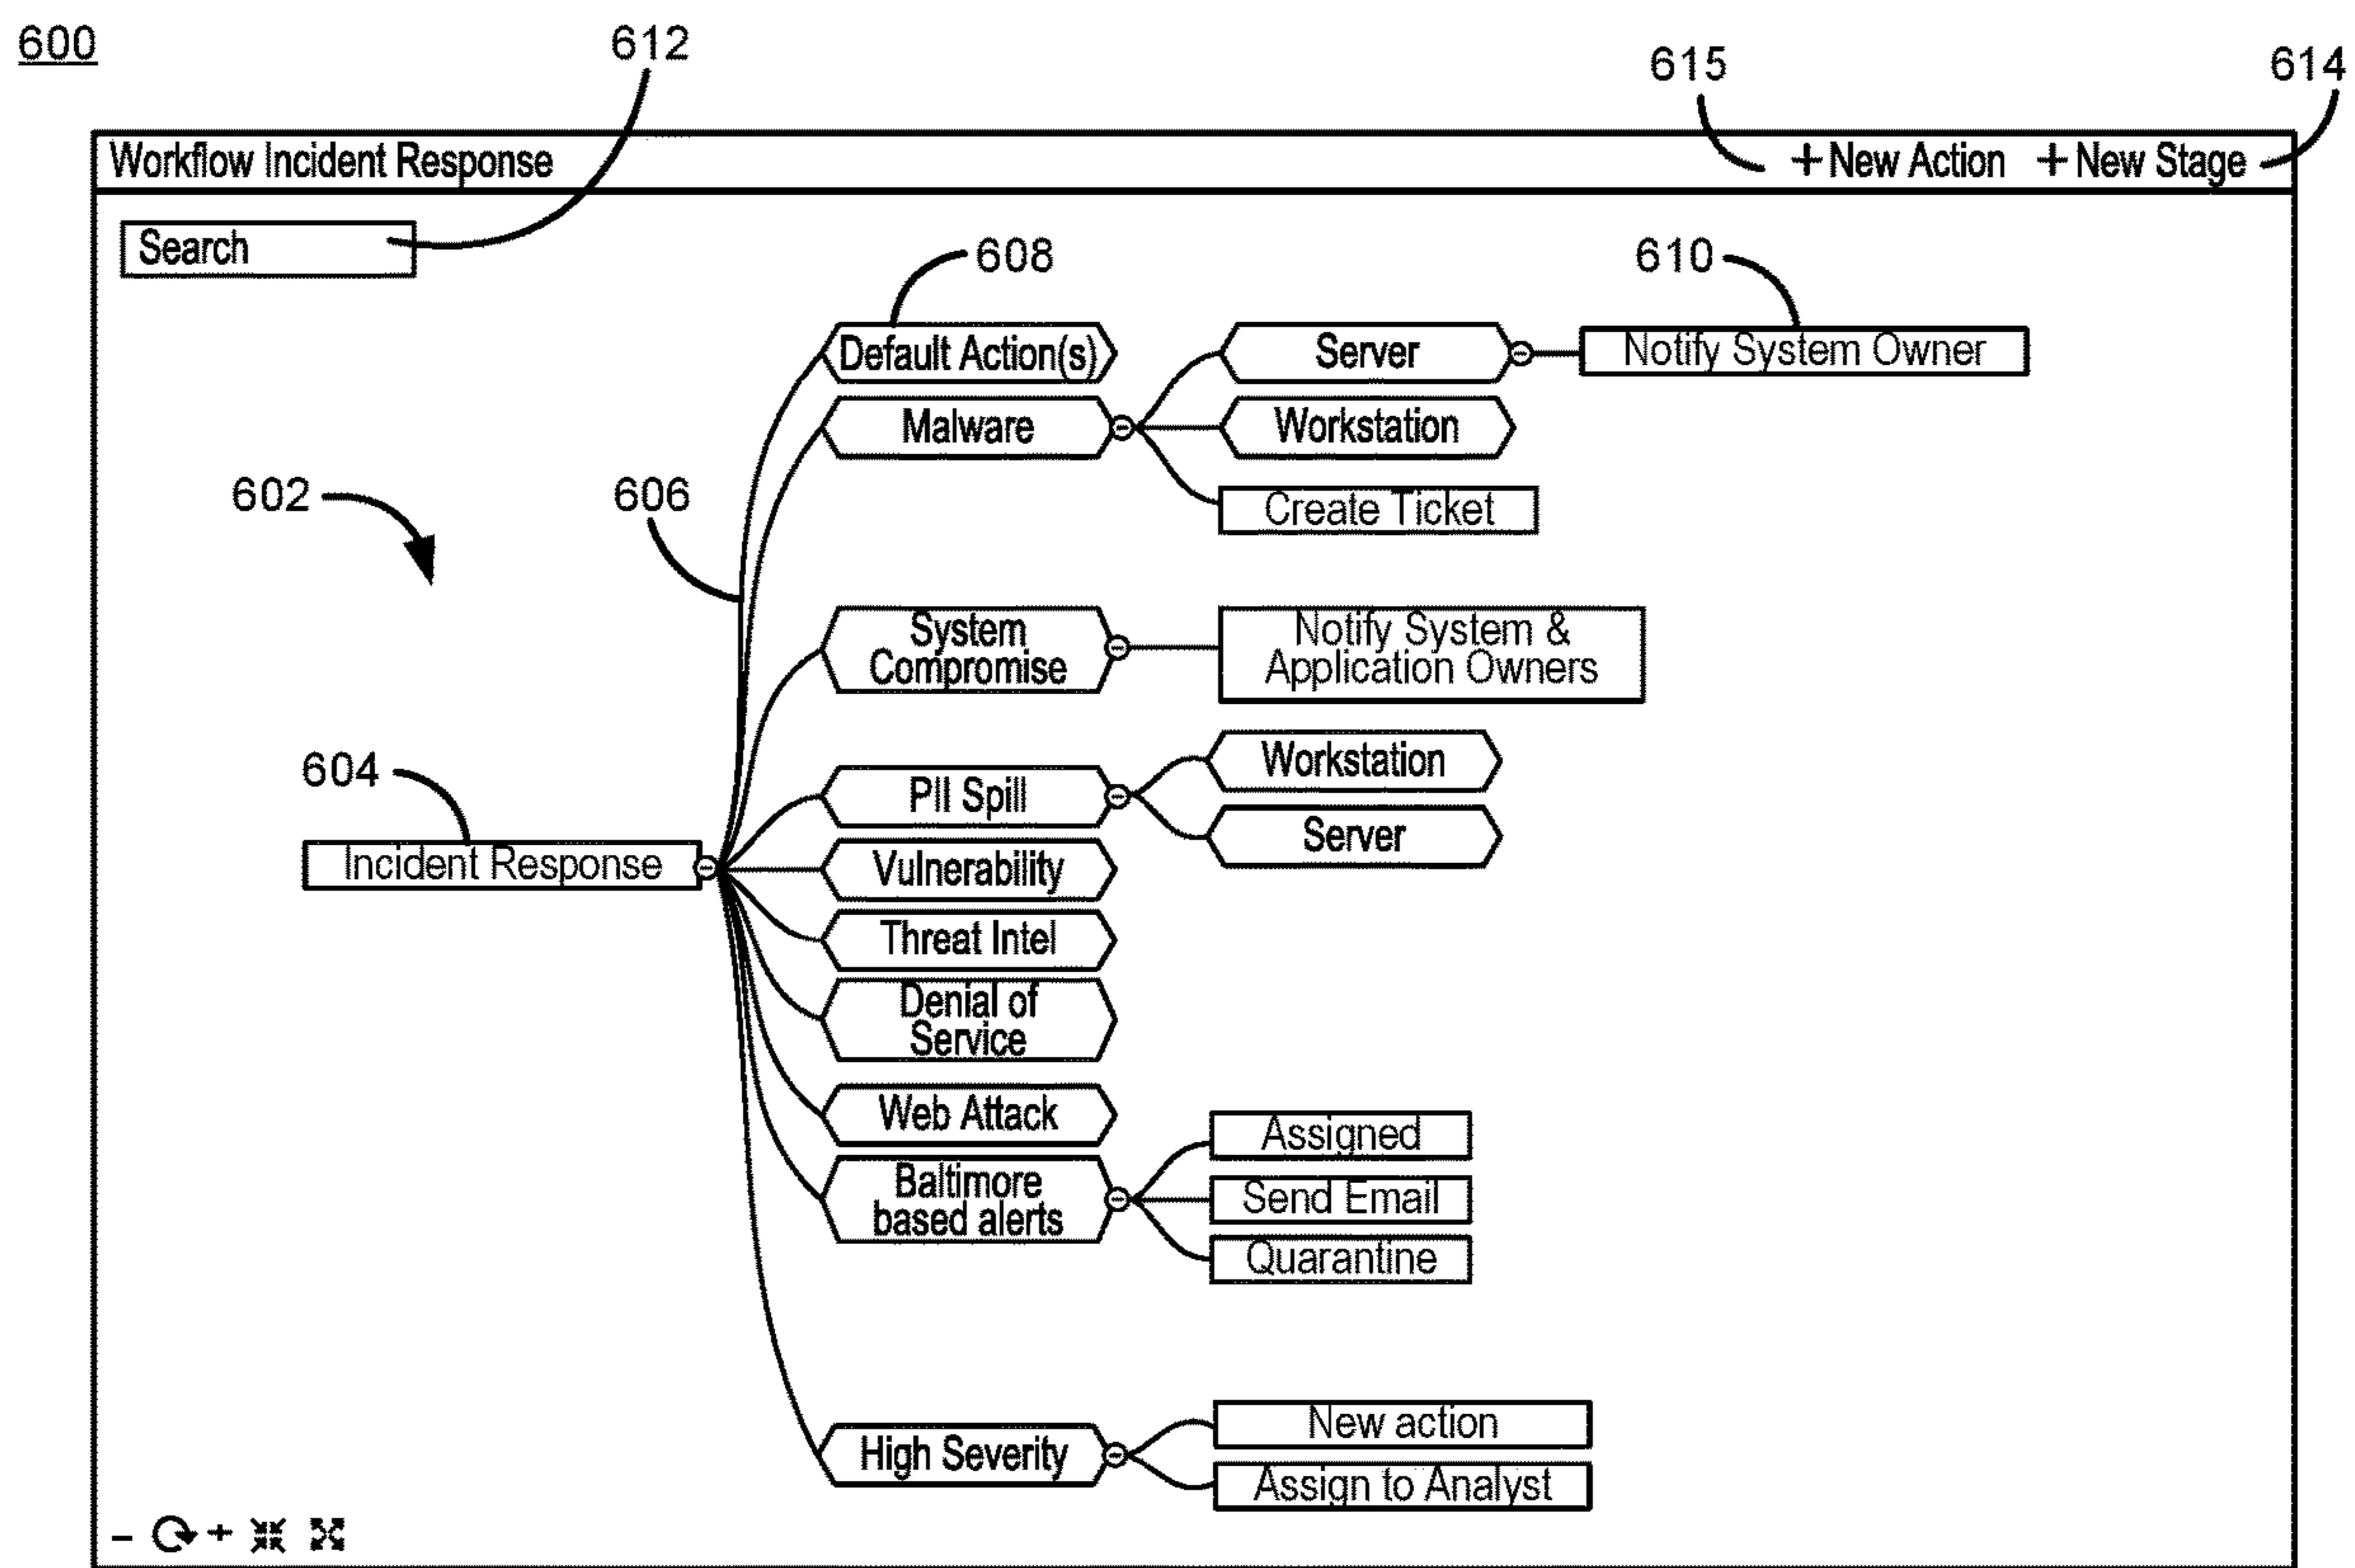 600
612
615
614
Workflow Incident Response
+New Action
+New Stage
Search
608
610
Default Action(s)
Server
Notify System Owner
Malware
Workstation
Create Ticket
602
606
System
Compromise
Notify System &
Application Owners
604
PII Spill
Workstation
Server
Incident Response
Vulnerability
Threat Intel
Denial of
Service
Web Attack
Assigned
Baltimore
based alerts
Send Email
Quarantine
High Severity
New action
Assign to Analyst